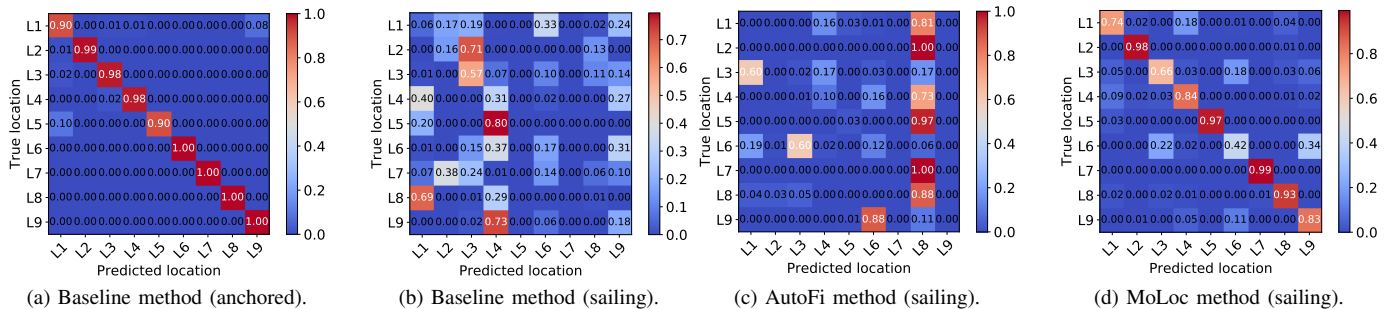 L1 0.90 0.00 0.01 0.01 0.00 0.00 0.00 0.00 0.08
L2 0.01 0.99 0.00 0.00 0.00 0.00 0.00 0.00 0.00
L3 0.02 0.00 0.98 0.00 0.00 0.00 0.00 0.00 0.00
L4 0.00 0.00 0.02 0.98 0.00 0.00 0.00 0.00 0.00
L5 0.10 0.00 0.00 0.00 0.90 0.00 0.00 0.00 0.00
L6 0.00 0.00 0.00 0.00 0.00 1.00 0.00 0.00 0.00
L7 0.00 0.00 0.00 0.00 0.00 0.00 1.00 0.00 0.00
L8 0.00 0.00 0.00 0.00 0.00 0.00 0.00 1.00 0.00
L9 0.00 0.00 0.00 0.00 0.00 0.00 0.00 0.00 1.00
True location
L1 L2 L3 L4 L5 L6 L7 L8 L9
Predicted location
1.0
0.8
0.6
0.4
0.2
0.0
(a) Baseline method (anchored).
L1 0.06 0.17 0.19 0.00 0.00 0.33 0.00 0.02 0.24
L2 0.00 0.16 0.71 0.00 0.00 0.00 0.00 0.13 0.00
L3 0.01 0.00 0.57 0.07 0.00 0.10 0.00 0.11 0.14
L4 0.40 0.00 0.00 0.31 0.00 0.02 0.00 0.00 0.27
L5 0.20 0.00 0.00 0.80 0.00 0.00 0.00 0.00 0.00
L6 0.00 0.00 0.15 0.37 0.00 0.17 0.00 0.00 0.31
L7 0.07 0.38 0.24 0.01 0.00 0.14 0.00 0.06 0.10
L8 0.69 0.00 0.01 0.29 0.00 0.00 0.00 0.00 0.00
L9 0.00 0.00 0.02 0.73 0.00 0.06 0.00 0.00 0.18
True location
L1 L2 L3 L4 L5 L6 L7 L8 L9
Predicted location
0.7
0.6
0.5
0.4
0.3
0.2
0.1
0.0
(b) Baseline method (sailing).
L1 0.00 0.00 0.00 0.16 0.03 0.01 0.00 0.81 0.00
L2 0.00 0.00 0.00 0.00 0.00 0.00 0.00 1.00 0.00
L3 0.60 0.00 0.02 0.17 0.00 0.03 0.00 0.17 0.00
L4 0.00 0.00 0.00 0.10 0.00 0.16 0.00 0.73 0.00
L5 0.00 0.00 0.00 0.00 0.03 0.00 0.00 0.97 0.00
L6 0.19 0.01 0.60 0.02 0.00 0.12 0.00 0.06 0.00
L7 0.00 0.00 0.00 0.00 0.00 0.00 0.00 1.00 0.00
L8 0.04 0.03 0.05 0.00 0.00 0.00 0.00 0.88 0.00
L9 0.00 0.00 0.00 0.00 0.01 0.88 0.00 0.11 0.00
True location
L1 L2 L3 L4 L5 L6 L7 L8 L9
Predicted location
1.0
0.8
0.6
0.4
0.2
0.0
(c) AutoFi method (sailing).
L1 0.74 0.02 0.00 0.18 0.00 0.01 0.00 0.04 0.00
L2 0.00 0.98 0.02 0.00 0.00 0.00 0.00 0.00 0.00
L3 0.05 0.00 0.66 0.03 0.00 0.18 0.00 0.03 0.06
L4 0.09 0.02 0.03 0.84 0.00 0.00 0.00 0.01 0.02
L5 0.03 0.00 0.00 0.00 0.97 0.00 0.00 0.00 0.00
L6 0.00 0.00 0.22 0.02 0.00 0.42 0.00 0.00 0.34
L7 0.00 0.00 0.00 0.00 0.00 0.00 0.99 0.00 0.00
L8 0.00 0.00 0.00 0.00 0.00 0.00 0.02 0.93 0.00
L9 0.00 0.01 0.00 0.05 0.00 0.11 0.00 0.00 0.83
True location
L1 L2 L3 L4 L5 L6 L7 L8 L9
Predicted location
0.8
0.6
0.4
0.2
0.0
(d) MoLoc method (sailing).